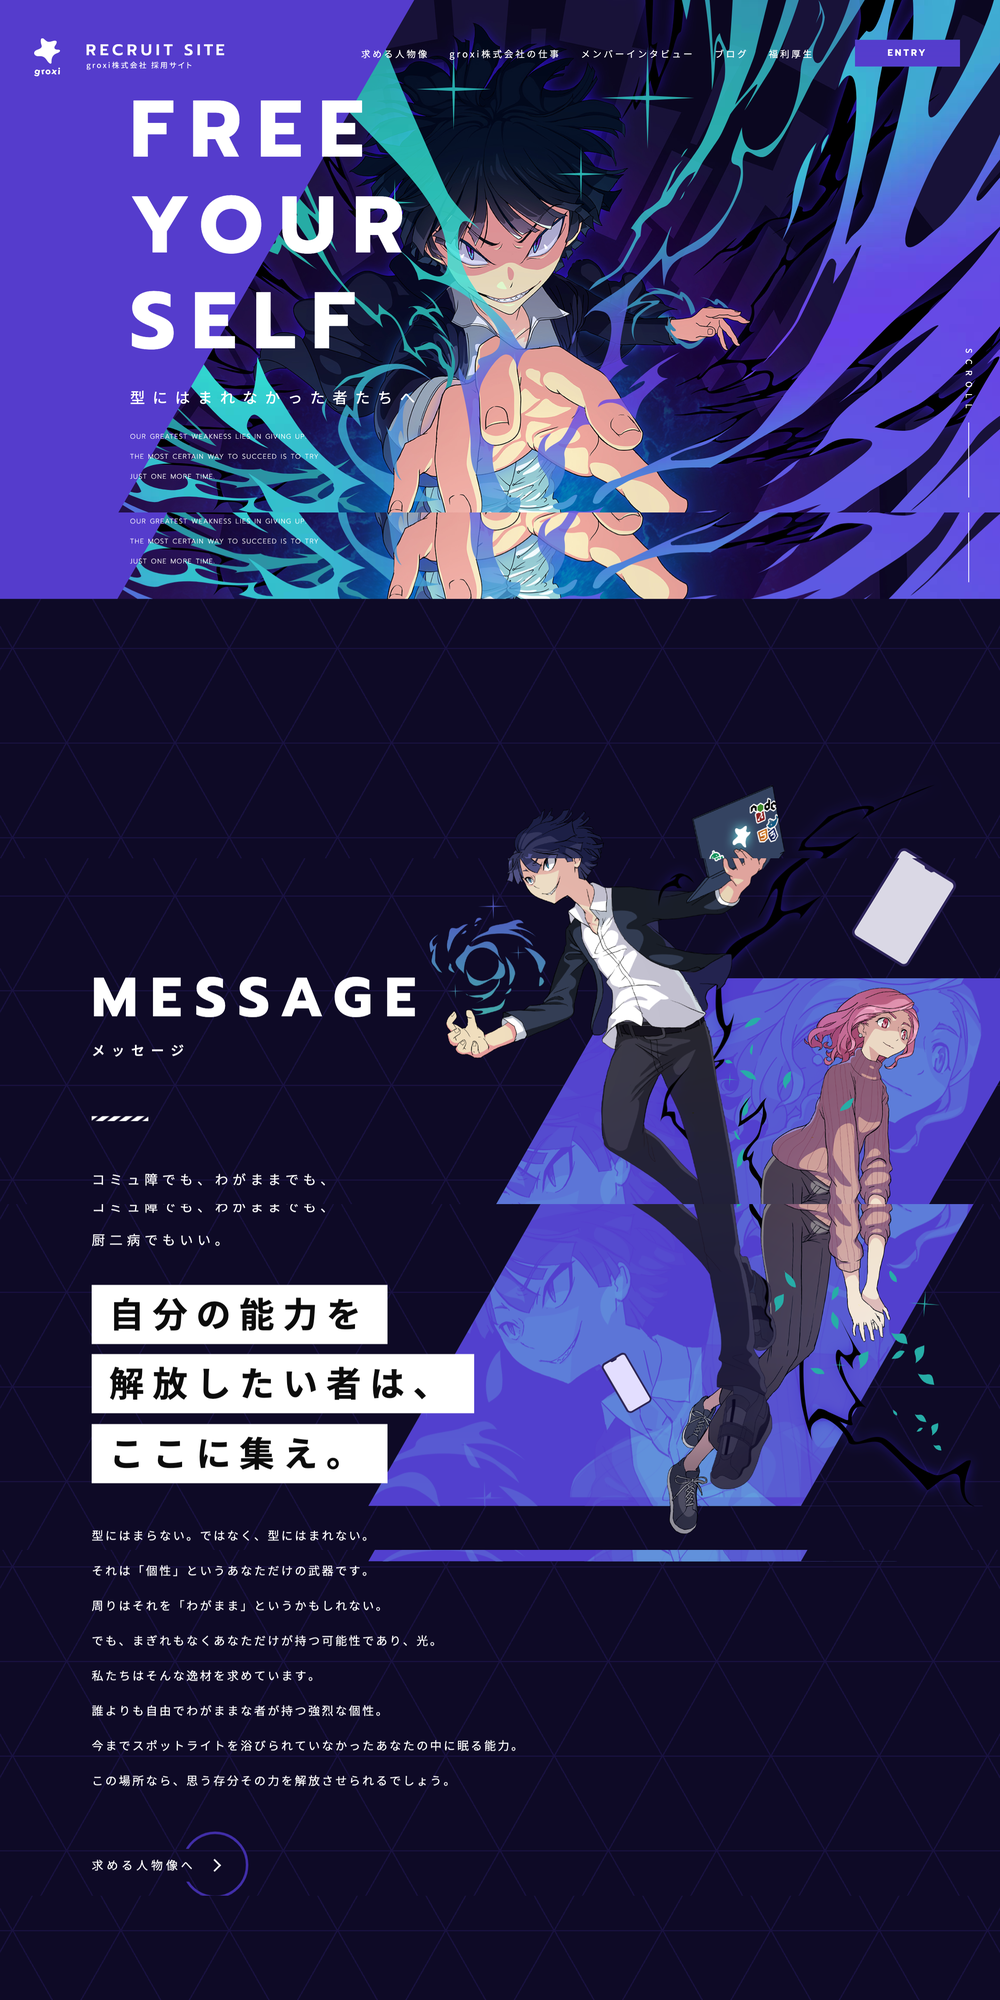 groxi
RECRUIT SITE
groxi株式会社 採用サイト
求める人物像 groxi株式会社の仕事 メンバーインタビュー ブログ 福利厚生 ENTRY
FREE
YOUR
SELF
型にはまれなかった者たちへ
OUR GREATEST WEAKNESS LIES IN GIVING UP
THE MOST CERTAIN WAY TO SUCCEED IS TO TRY
JUST ONE MORE TIME.
SCROLL
OUR GREATEST WEAKNESS LIES IN GIVING UP
THE MOST CERTAIN WAY TO SUCCEED IS TO TRY
JUST ONE MORE TIME.
MESSAGE
メッセージ
コミュ障でも、わがままでも、
コミュ障でも、わがままでも、
厨二病でもいい。
自分の能力を
解放したい者は、
ここに集え。
型にはまらない。ではなく、型にはまれない。
それは「個性」というあなただけの武器です。
周りはそれを「わがまま」というかもしれない。
でも、まぎれもなくあなただけが持つ可能性であり、光。
私たちはそんな逸材を求めています。
誰よりも自由でわがままな者が持つ強烈な個性。
今までスポットライトを浴びられていなかったあなたの中に眠る能力。
この場所なら、思う存分その力を解放させられるでしょう。
求める人物像へ